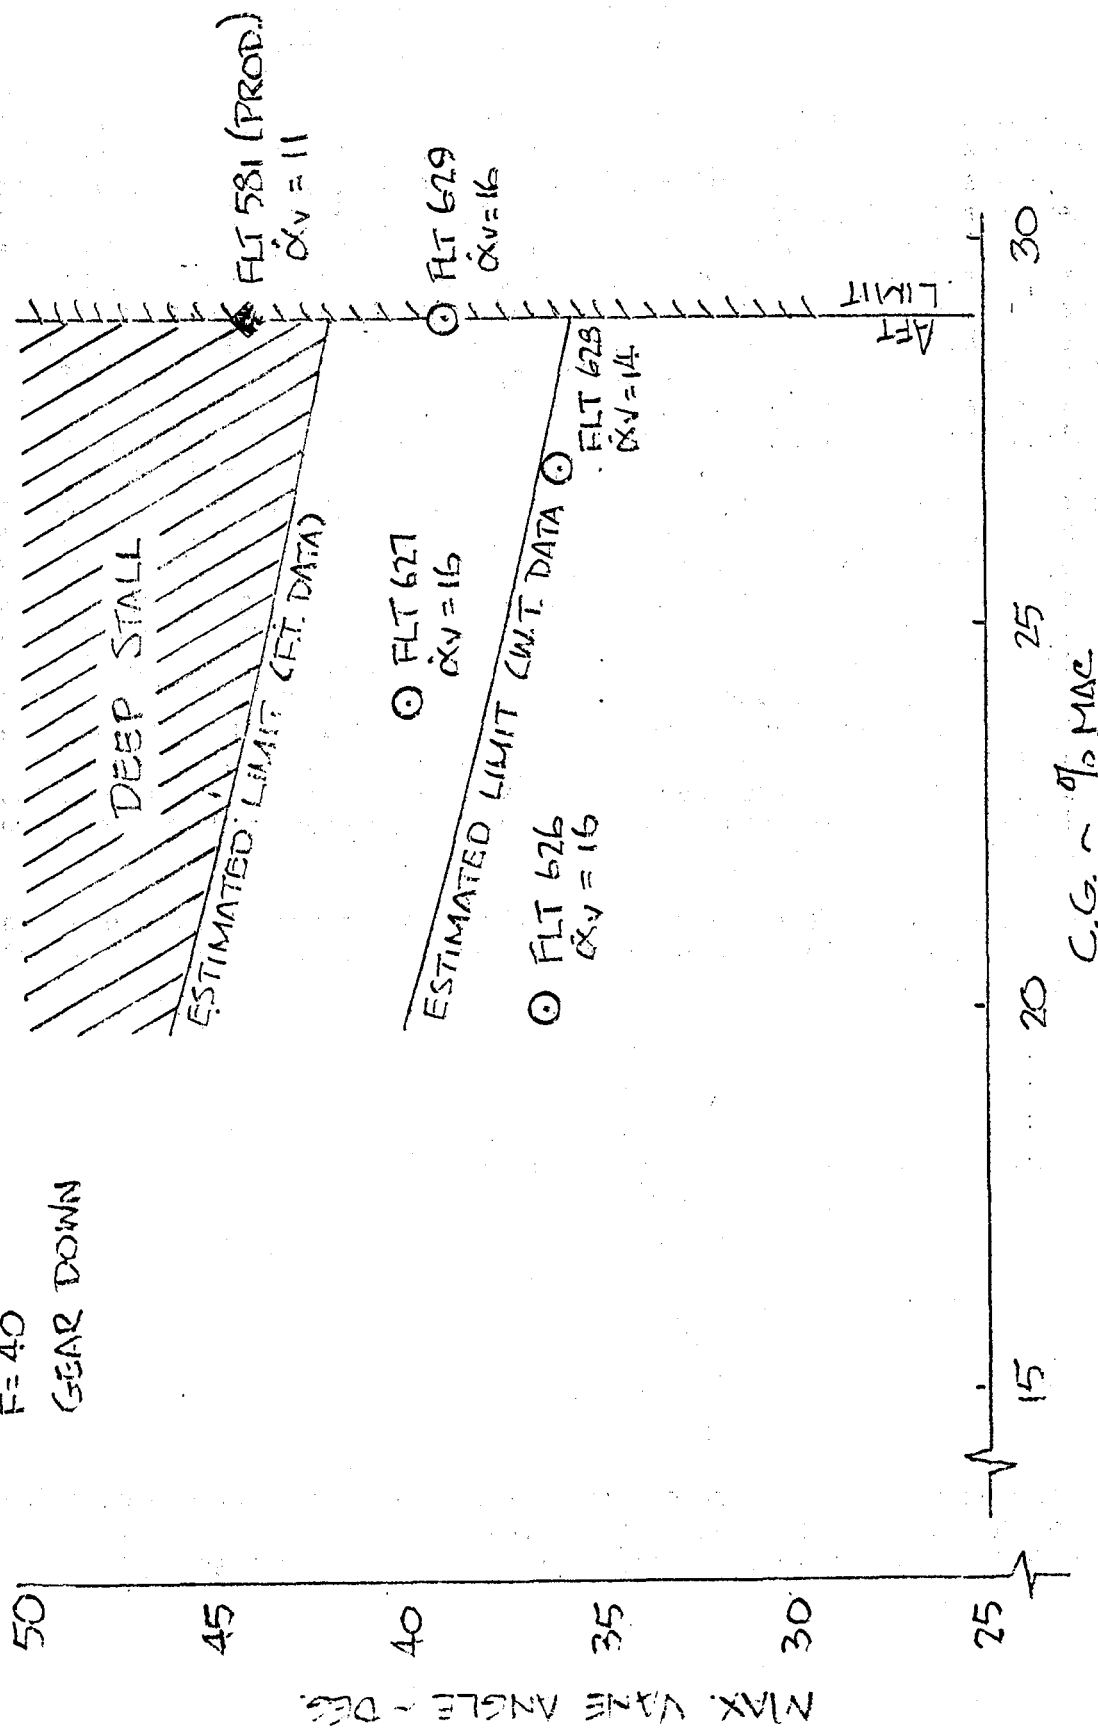 F=40
GEAR DOWN
DEEP STALL
FLT 581 (PROD.)
α̇v = 11
ESTIMATED LIMIT (F.T. DATA)
FLT 627
α̇v = 16
FLT 629
α̇v = 16
ESTIMATED LIMIT (W.T. DATA)
FLT 626
α̇v = 16
FLT 628
α̇v = 14
AFT
LIMIT
MAX. VANE ANGLE ~ DEG.
50
45
40
35
30
25
15
20
25
30
C.G. ~ % MAC